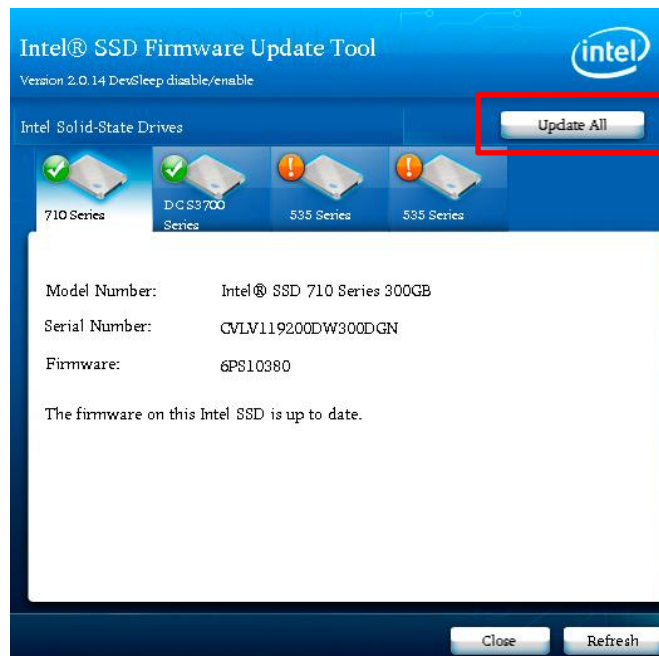 Intel® SSD Firmware Update Tool
Version 2.0.14 DevSleep disable/enable
intel
Intel Solid-State Drives
Update All
710 Series
DC S3700
Series
535 Series
535 Series
Model Number: Intel® SSD 710 Series 300GB
Serial Number: CVLV119200DW300DGN
Firmware: 6PS10380
The firmware on this Intel SSD is up to date.
Close
Refresh